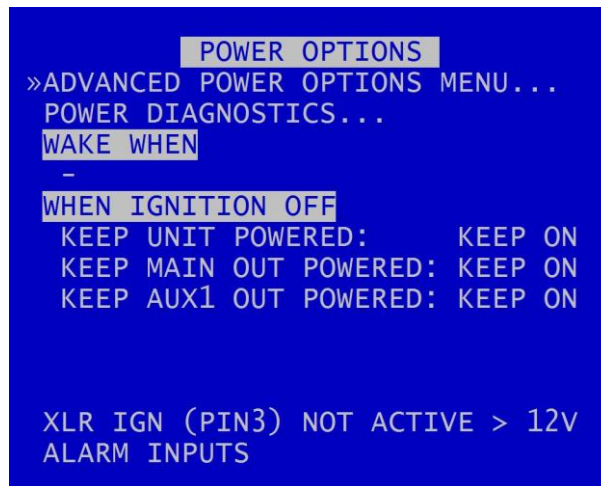 POWER OPTIONS
»ADVANCED POWER OPTIONS MENU...
POWER DIAGNOSTICS...
WAKE WHEN
-
WHEN IGNITION OFF
KEEP UNIT POWERED: KEEP ON
KEEP MAIN OUT POWERED: KEEP ON
KEEP AUX1 OUT POWERED: KEEP ON
XLR IGN (PIN3) NOT ACTIVE > 12V
ALARM INPUTS